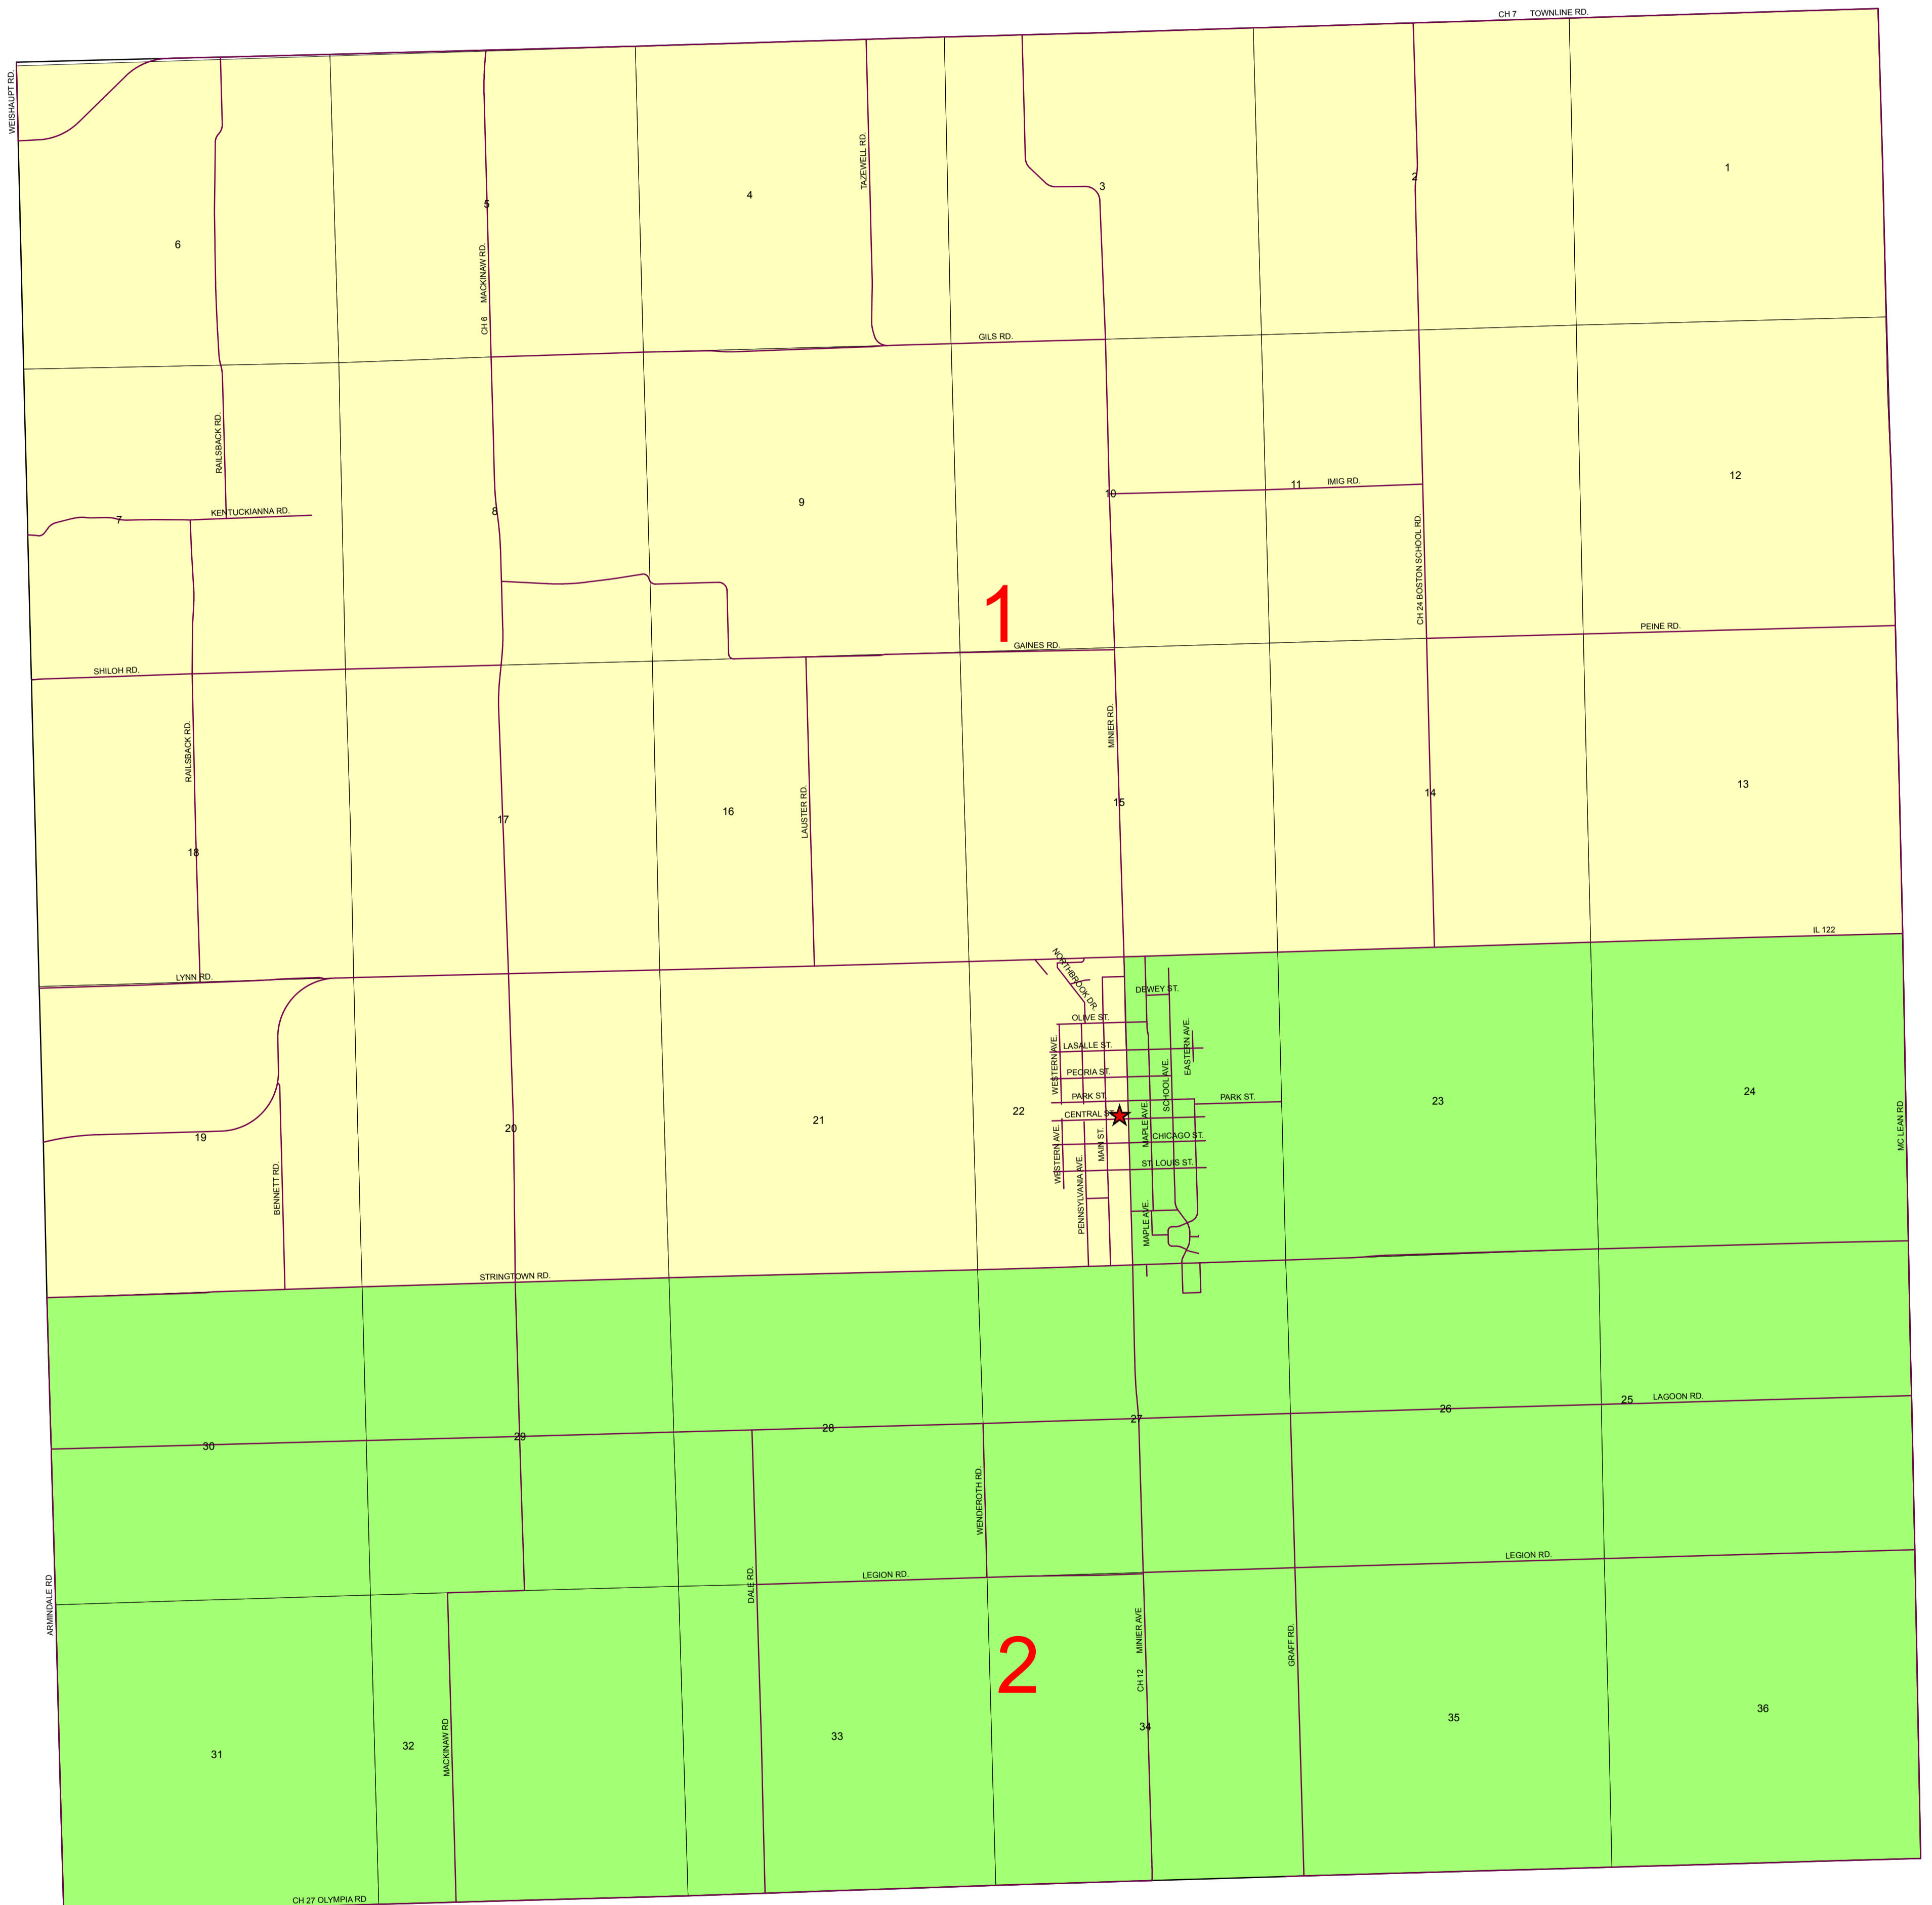 CH 7 TOWNLINE RD.
WEISHAUPT RD.
TAZEWELL RD.
1
2
3
4
5
6
CH 6 MACKINAW RD.
GILS RD.
RAILSBACK RD.
7
KENTUCKIANNA RD.
8
9
10
11
IMIG RD.
12
CH 24 BOSTON SCHOOL RD.
1
GAINES RD.
PEINE RD.
SHILOH RD.
RAILSBACK RD.
MINIER RD.
LAUSTER RD.
18
17
16
15
14
13
IL 122
LYNN RD.
NORTHBROOK DR.
DEWEY ST.
OLIVE ST.
WESTERN AVE.
LASALLE ST.
EASTERN AVE.
PEORIA ST.
SCHOOL AVE.
PARK ST.
PARK ST.
CENTRAL ST.
MAPLE AVE.
MAIN ST.
CHICAGO ST.
WESTERN AVE.
ST. LOUIS ST.
PENNSYLVANIA AVE.
MAPLE AVE.
19
20
21
22
23
24
MC LEAN RD
BENNETT RD.
STRINGTOWN RD.
30
29
28
27
26
25
LAGOON RD.
WENDEROTH RD.
DALE RD.
LEGION RD.
LEGION RD.
ARMINDALE RD
CH 12 MINIER AVE
GRAFF RD.
2
MACKINAW RD
31
32
33
34
35
36
CH 27 OLYMPIA RD